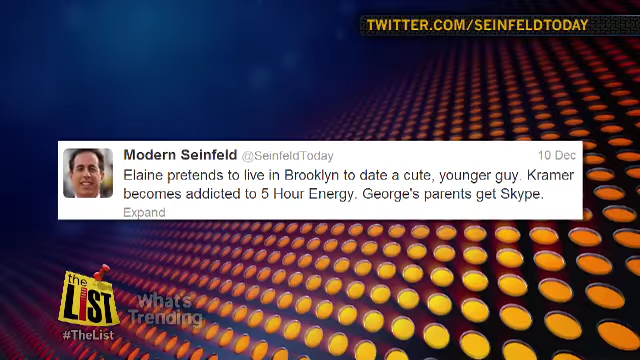 TWITTER.COM/SEINFELDTODAY
Modern Seinfeld @SeinfeldToday 10 Dec
Elaine pretends to live in Brooklyn to date a cute, younger guy. Kramer
becomes addicted to 5 Hour Energy. George's parents get Skype.
Expand
the
LiST
#TheList
What's
Trending